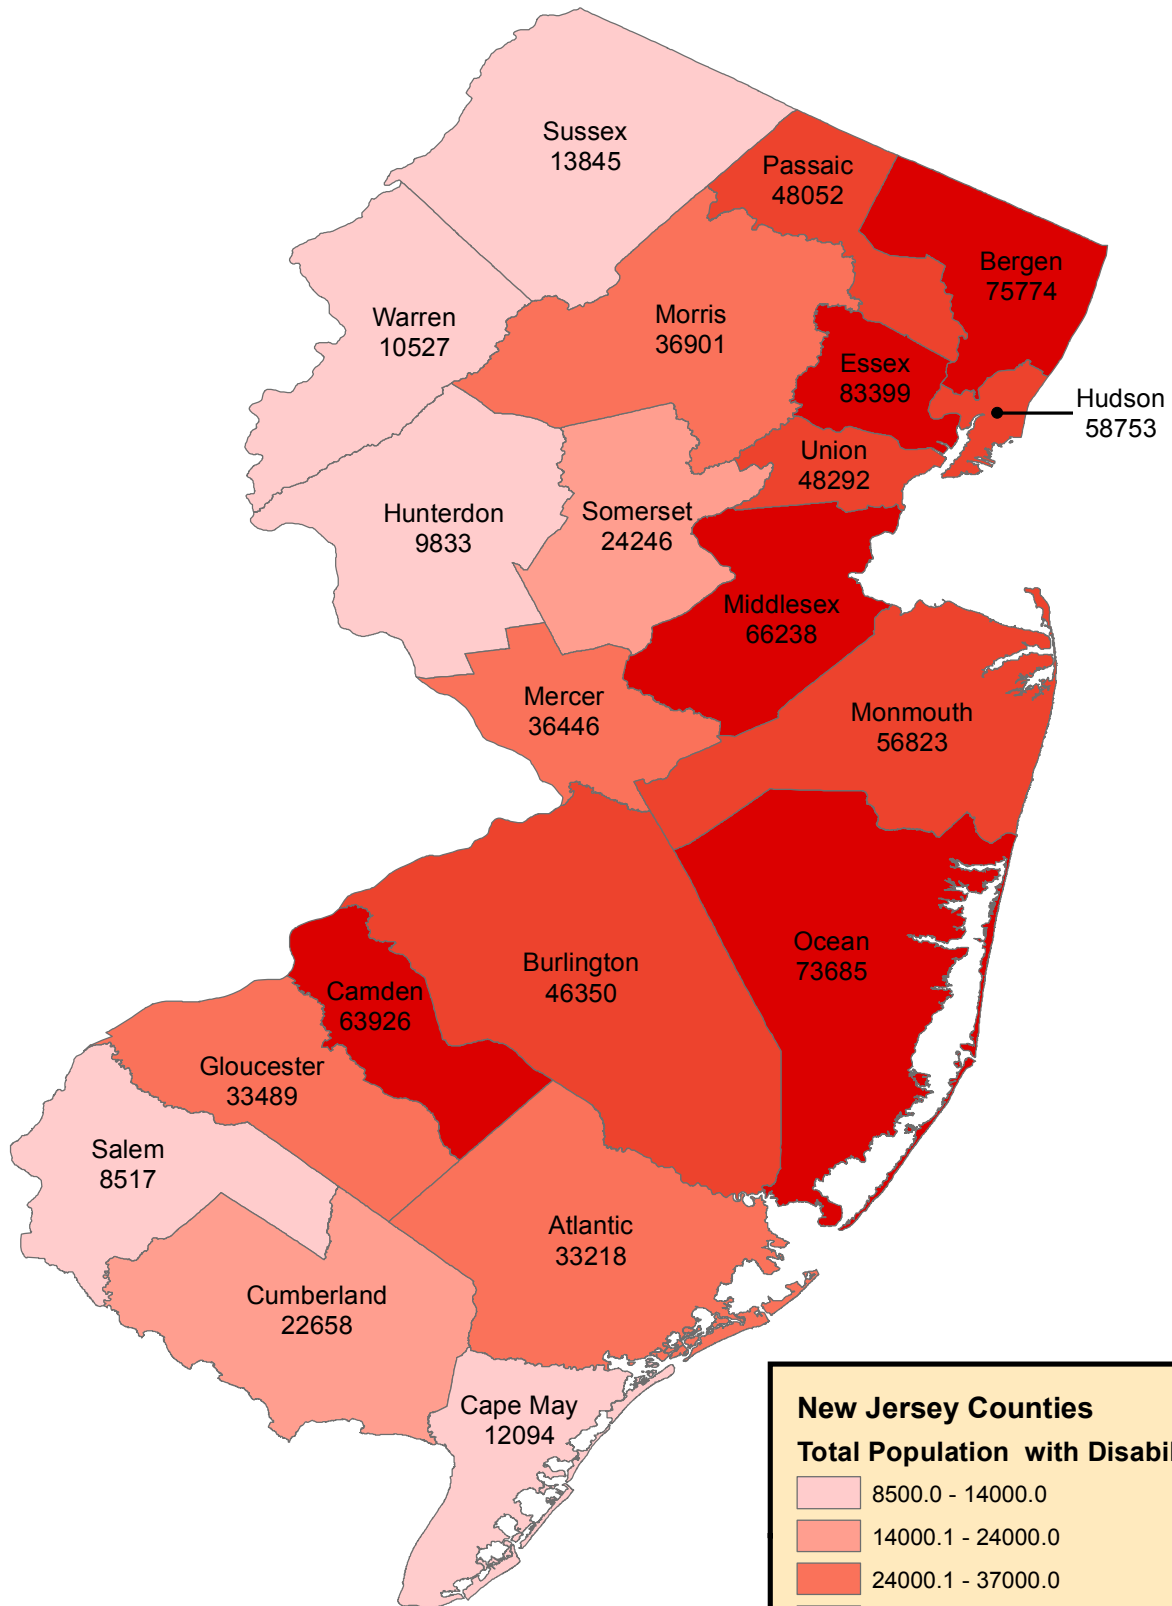 Sussex
13845
Passaic
48052
Bergen
75774
Warren
10527
Morris
36901
Essex
83399
Hudson
58753
Union
48292
Hunterdon
9833
Somerset
24246
Middlesex
66238
Mercer
36446
Monmouth
56823
Ocean
73685
Burlington
46350
Camden
63926
Gloucester
33489
Salem
8517
Atlantic
33218
Cumberland
22658
Cape May
12094
New Jersey Counties
Total Population with Disabil
8500.0 - 14000.0
14000.1 - 24000.0
24000.1 - 37000.0